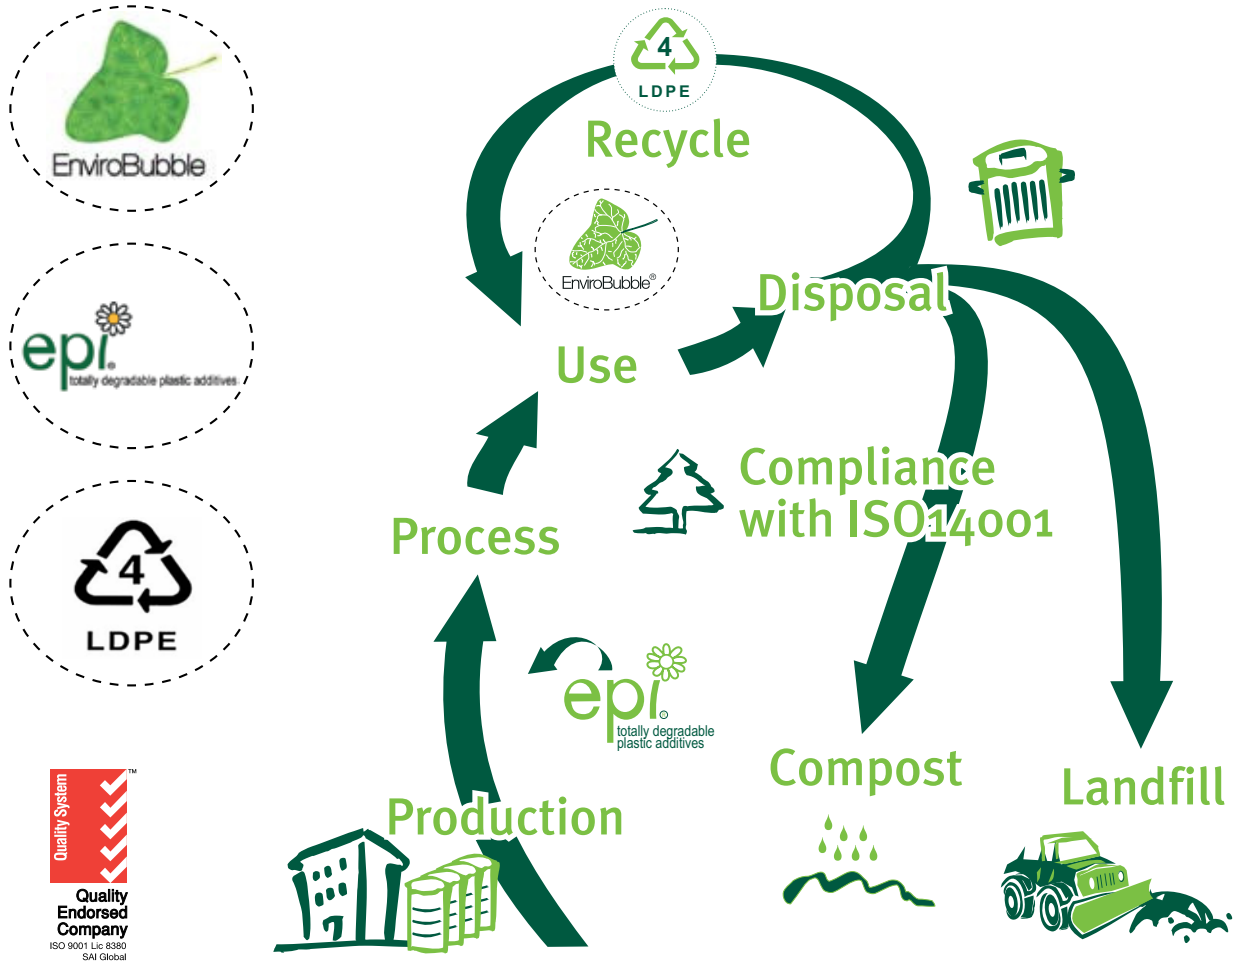 EnviroBubble
epi®
totally degradable plastic additives
4
LDPE
Quality System
TM
Quality
Endorsed
Company
ISO 9001 Lic 8380
SAI Global
4
LDPE
Recycle
EnviroBubble®
Disposal
Use
Compliance
with ISO14001
Process
epi®
totally degradable
plastic additives
Production
Compost
Landfill